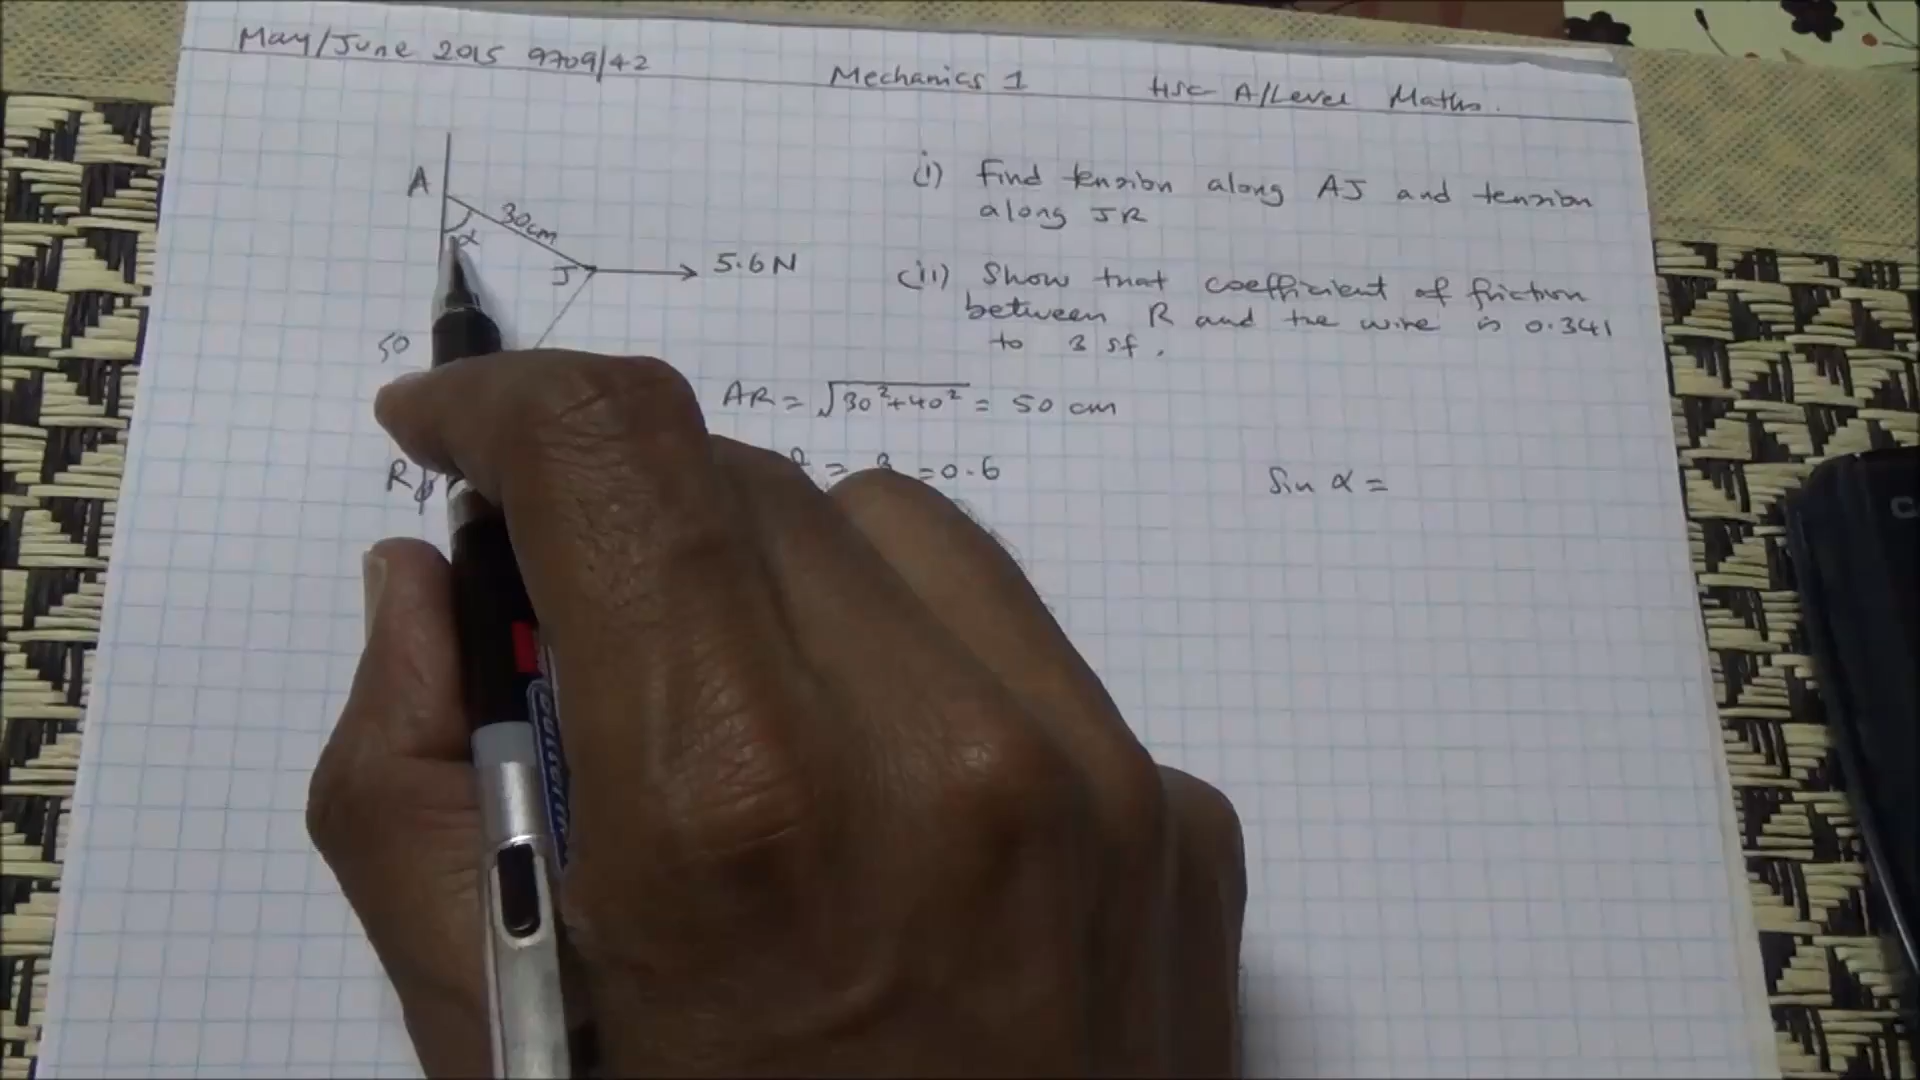 May/June 2015 9709/42
Mechanics 1
HSC A/Level Maths.
A
30cm
α
J
5.6N
50
R
(i) Find tension along AJ and tension
along JR
(ii) Show that coefficient of friction
between R and the wire is 0.341
to 3 sf.
AR = √30²+40² = 50 cm
= =0.6
Sin α =